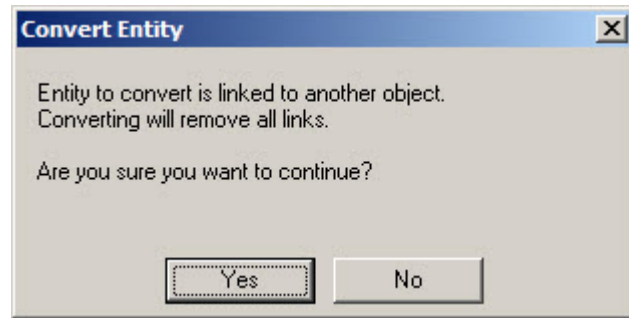 Convert Entity
Entity to convert is linked to another object.
Converting will remove all links.
Are you sure you want to continue?
Yes No